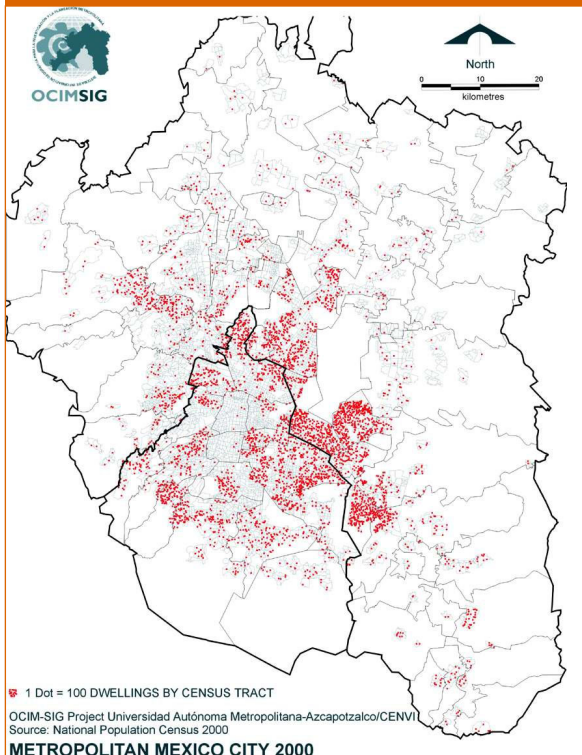 OCIMSIG
North
0 10 20
kilometres
1 Dot = 100 DWELLINGS BY CENSUS TRACT
OCIM-SIG Project Universidad Autónoma Metropolitana-Azcapotzalco/CENVI
Source: National Population Census 2000
METROPOLITAN MEXICO CITY 2000